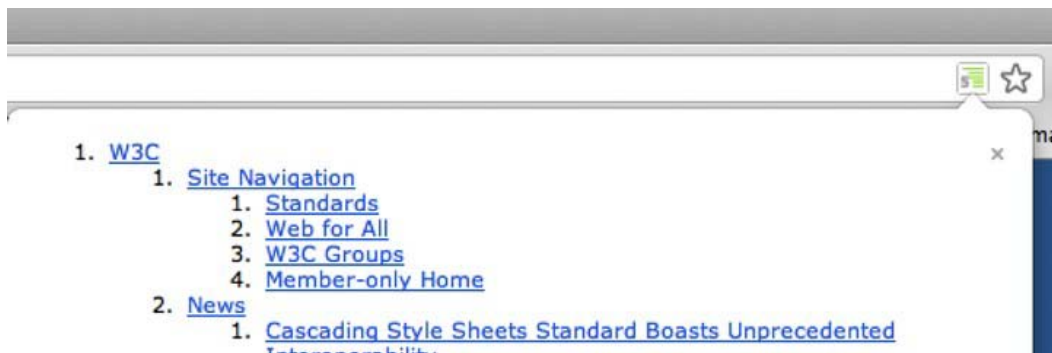 1. W3C
1. Site Navigation
1. Standards
2. Web for All
3. W3C Groups
4. Member-only Home
2. News
1. Cascading Style Sheets Standard Boasts Unprecedented
Interoperability